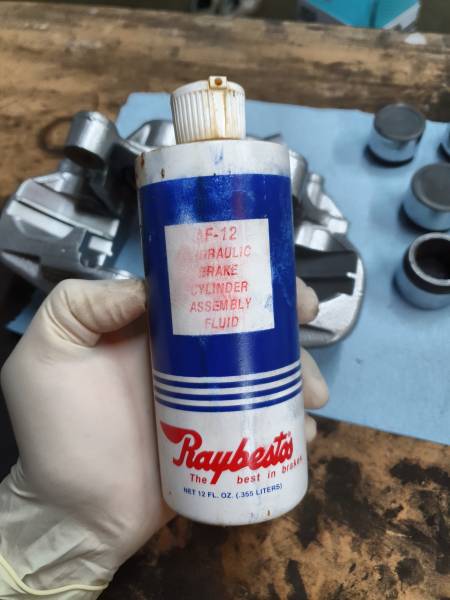 AF-12
HYDRAULIC
BRAKE
CYLINDER
ASSEMBLY
FLUID
Raybestos
The best in brakes
NET 12 FL. OZ. (.355 LITERS)